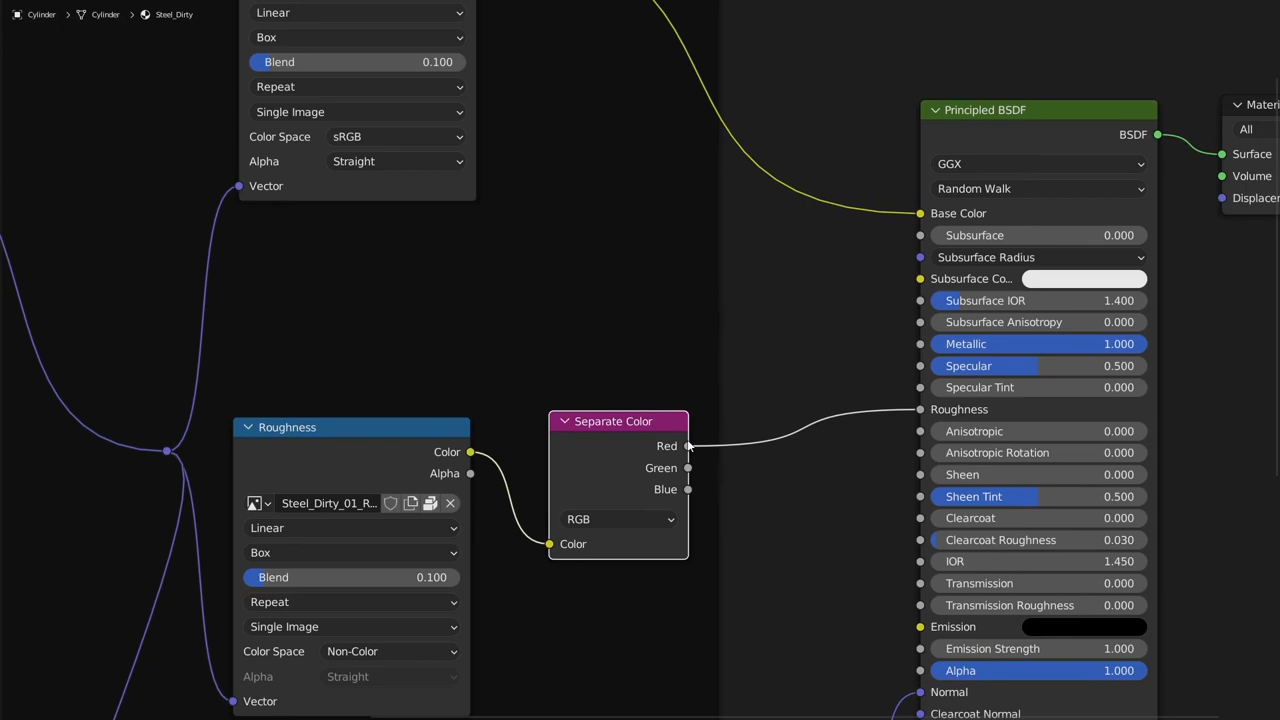 Cylinder > Cylinder > Steel_Dirty
Linear
Box
Blend 0.100
Repeat
Single Image
Color Space sRGB
Alpha Straight
Vector
Roughness
Color
Alpha
Steel_Dirty_01_R...
Linear
Box
Blend 0.100
Repeat
Single Image
Color Space Non-Color
Alpha Straight
Vector
Separate Color
Red
Green
Blue
RGB
Color
Principled BSDF
BSDF
GGX
Random Walk
Base Color
Subsurface 0.000
Subsurface Radius
Subsurface Co...
Subsurface IOR 1.400
Subsurface Anisotropy 0.000
Metallic 1.000
Specular 0.500
Specular Tint 0.000
Roughness
Anisotropic 0.000
Anisotropic Rotation 0.000
Sheen 0.000
Sheen Tint 0.500
Clearcoat 0.000
Clearcoat Roughness 0.030
IOR 1.450
Transmission 0.000
Transmission Roughness 0.000
Emission
Emission Strength 1.000
Alpha 1.000
Normal
Clearcoat Normal
Materi
All
Surface
Volume
Displacer